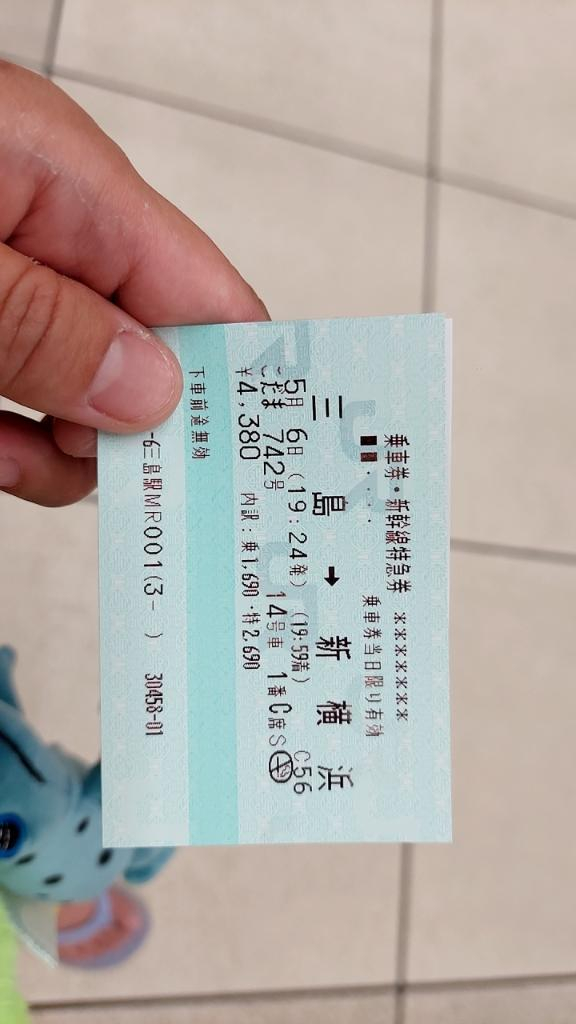 乗車券・新幹線特急券 ※※※※※※※
乗車券当日限り有効
三島 → 新横浜
5月 6日 (19:24発) (19:59着) C56
こだま 742号 14号車 1番C席 S
¥4,380 内訳:乗1,690・特2,690
下車前途無効
-6三島駅MR001(3- ) 30458-01